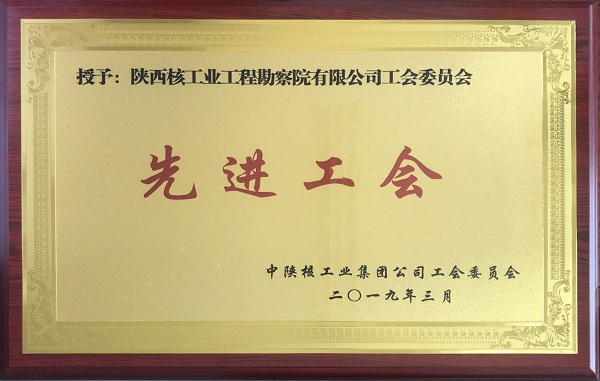 授予：陕西核工业工程勘察院有限公司工会委员会
先进工会
中陕核工业集团公司工会委员会
二〇一九年三月